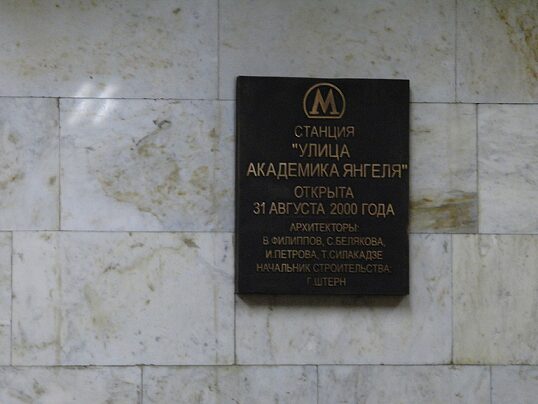 М
СТАНЦИЯ
"УЛИЦА
АКАДЕМИКА ЯНГЕЛЯ"
ОТКРЫТА
31 АВГУСТА 2000 ГОДА
АРХИТЕКТОРЫ:
В.ФИЛИППОВ, С.БЕЛЯКОВА,
И.ПЕТРОВА, Т.СИЛАКАДЗЕ
НАЧАЛЬНИК СТРОИТЕЛЬСТВА:
Г.ШТЕРН